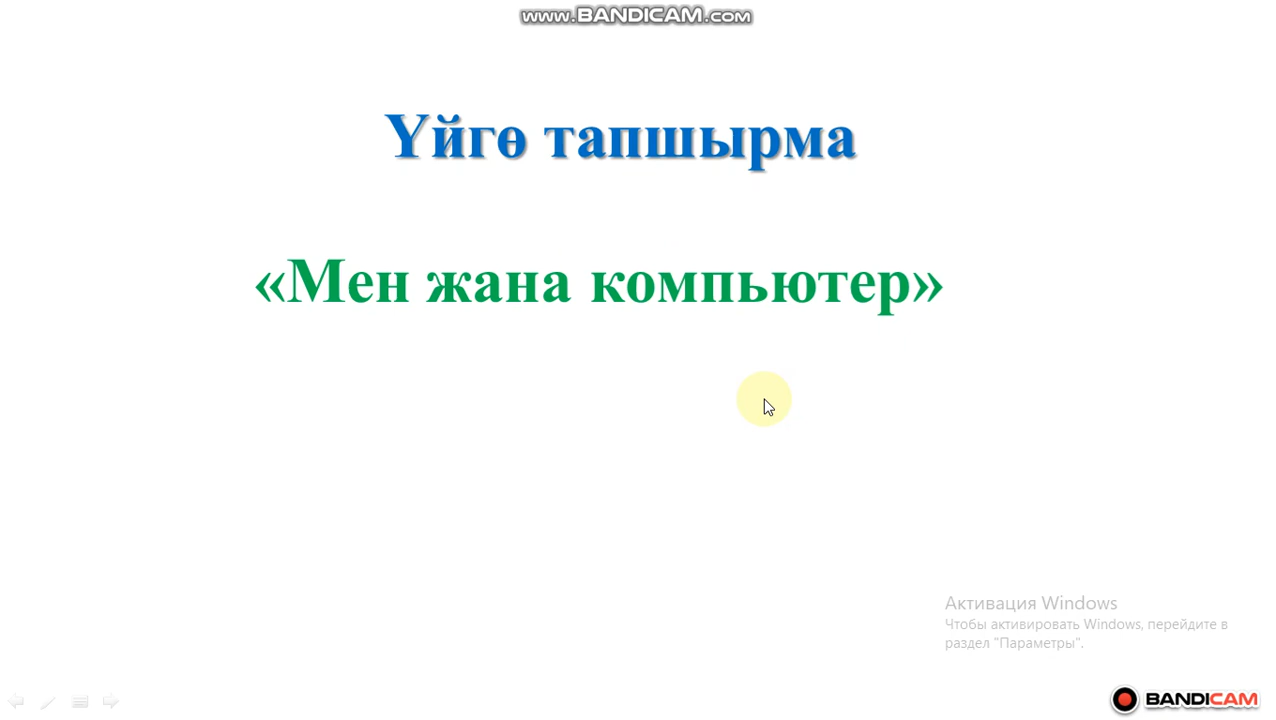 www.BANDICAM.com
Үйгө тапшырма
«Мен жана компьютер»
Активация Windows
Чтобы активировать Windows, перейдите в
раздел "Параметры".
BANDICAM